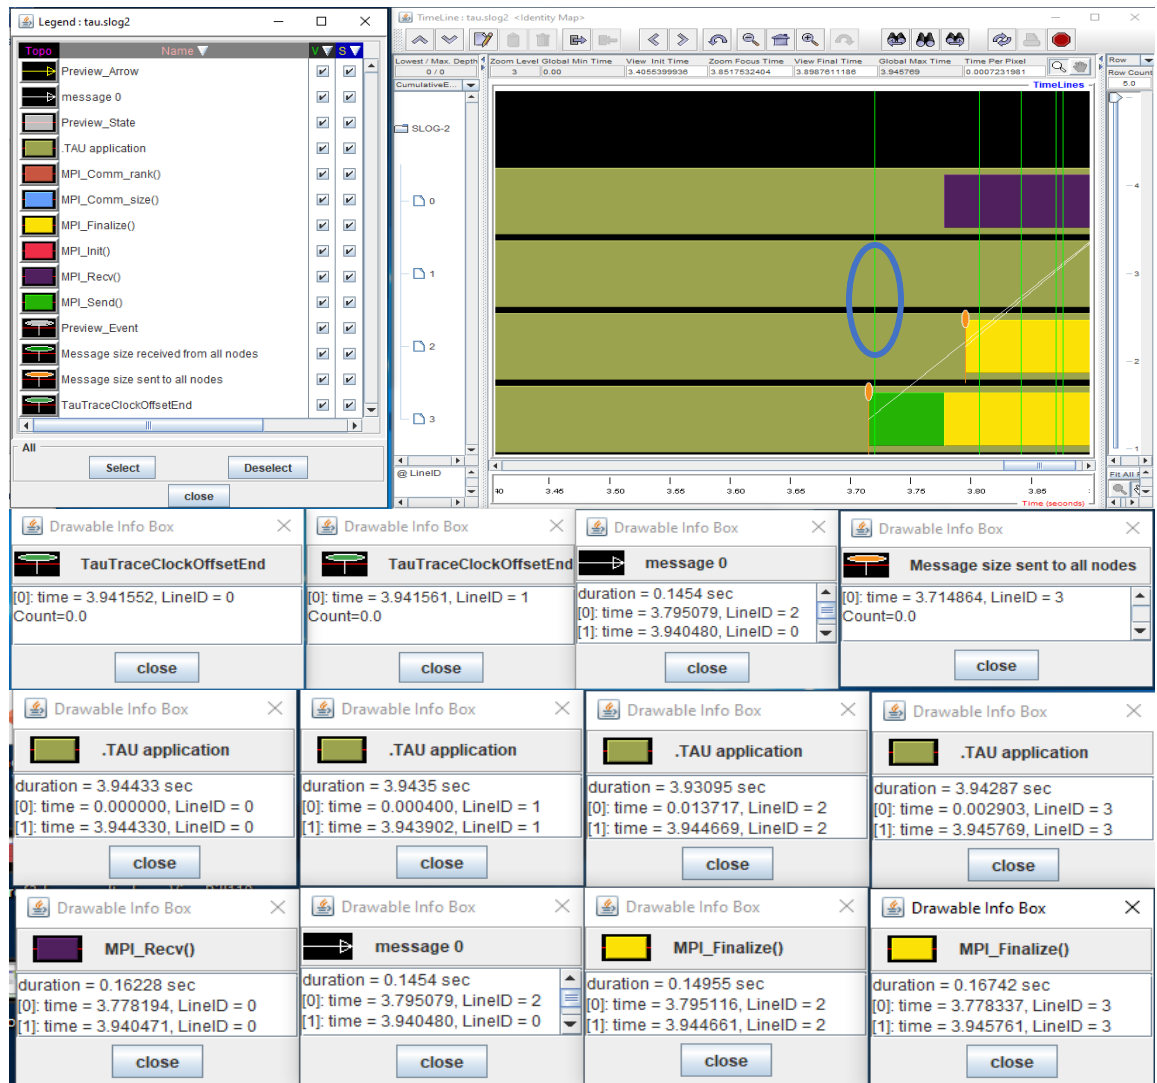 Legend : tau.slog2
Topo Name V S
Preview_Arrow
message 0
Preview_State
.TAU application
MPI_Comm_rank()
MPI_Comm_size()
MPI_Finalize()
MPI_Init()
MPI_Recv()
MPI_Send()
Preview_Event
Message size received from all nodes
Message size sent to all nodes
TauTraceClockOffsetEnd
All
Select Deselect
close
TimeLine : tau.slog2 <Identity Map>
Lowest / Max. Depth Zoom Level Global Min Time View Init Time Zoom Focus Time View Final Time Global Max Time Time Per Pixel Row
0 / 0 3 0.00 3.4055399936 3.8517532404 3.8987611186 3.945769 0.0007231981 Row Count
CumulativeE... 5.0
TimeLines
SLOG-2
0
1
2
3
4
3
2
1
@ LineID
Fit All
3.45 3.50 3.55 3.60 3.65 3.70 3.75 3.80 3.85
Time (seconds)
Drawable Info Box
TauTraceClockOffsetEnd
[0]: time = 3.941552, LineID = 0
Count=0.0
close
Drawable Info Box
TauTraceClockOffsetEnd
[0]: time = 3.941561, LineID = 1
Count=0.0
close
Drawable Info Box
message 0
duration = 0.1454 sec
[0]: time = 3.795079, LineID = 2
[1]: time = 3.940480, LineID = 0
close
Drawable Info Box
Message size sent to all nodes
[0]: time = 3.714864, LineID = 3
Count=0.0
close
Drawable Info Box
.TAU application
duration = 3.94433 sec
[0]: time = 0.000000, LineID = 0
[1]: time = 3.944330, LineID = 0
close
Drawable Info Box
.TAU application
duration = 3.9435 sec
[0]: time = 0.000400, LineID = 1
[1]: time = 3.943902, LineID = 1
close
Drawable Info Box
.TAU application
duration = 3.93095 sec
[0]: time = 0.013717, LineID = 2
[1]: time = 3.944669, LineID = 2
close
Drawable Info Box
.TAU application
duration = 3.94287 sec
[0]: time = 0.002903, LineID = 3
[1]: time = 3.945769, LineID = 3
close
Drawable Info Box
MPI_Recv()
duration = 0.16228 sec
[0]: time = 3.778194, LineID = 0
[1]: time = 3.940471, LineID = 0
close
Drawable Info Box
message 0
duration = 0.1454 sec
[0]: time = 3.795079, LineID = 2
[1]: time = 3.940480, LineID = 0
close
Drawable Info Box
MPI_Finalize()
duration = 0.14955 sec
[0]: time = 3.795116, LineID = 2
[1]: time = 3.944661, LineID = 2
close
Drawable Info Box
MPI_Finalize()
duration = 0.16742 sec
[0]: time = 3.778337, LineID = 3
[1]: time = 3.945761, LineID = 3
close